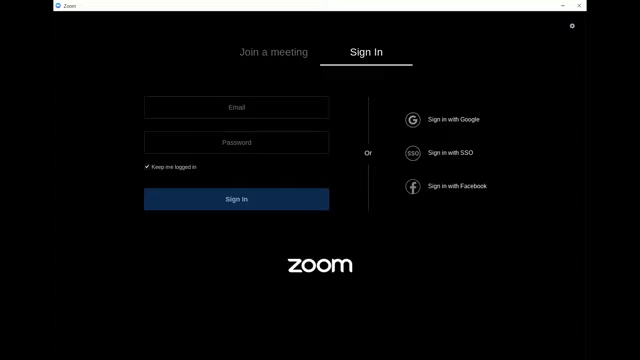 Zoom
Join a meeting
Sign In
Email
Password
Keep me logged in
Sign In
Or
Sign in with Google
SSO
Sign in with SSO
Sign in with Facebook
zoom